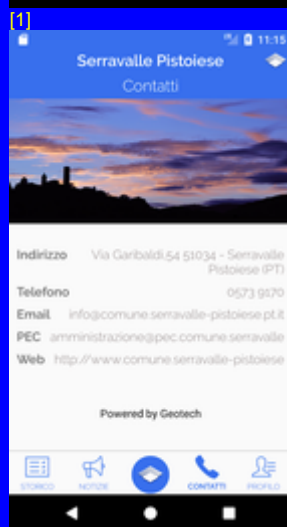 [1]
11:15
Serravalle Pistoiese
Contatti
Indirizzo Via Garibaldi,54 51034 - Serravalle
Pistoiese (PT)
Telefono 0573 9170
Email info@comune.serravalle-pistoiese.pt.it
PEC amministrazione@pec.comune.serravalle
Web http://www.comune.serravalle-pistoiese
Powered by Geotech
STORICO NOTIZIE CONTATTI PROFILO